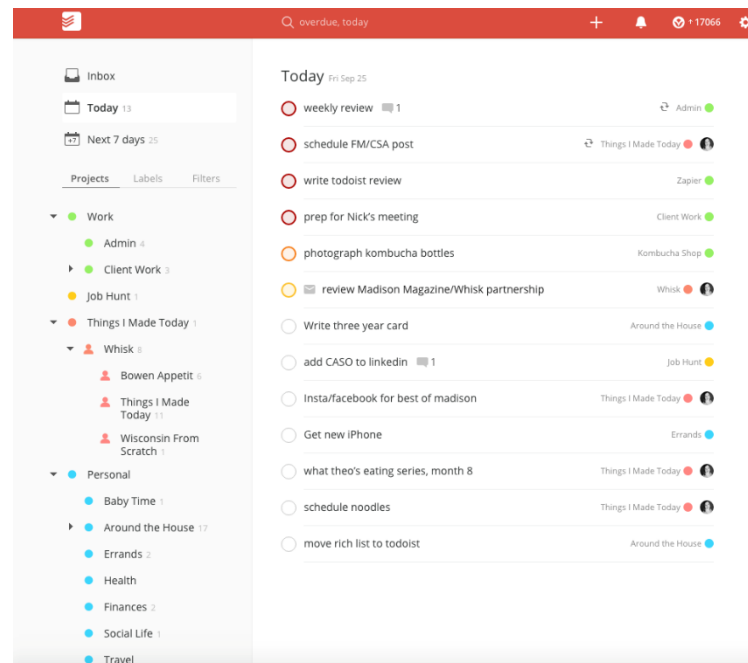 overdue, today
+17066
Inbox
Today 13
+7 Next 7 days 25
Projects Labels Filters
Work
Admin 4
Client Work 3
Job Hunt 1
Things I Made Today 1
Whisk 8
Bowen Appetit 6
Things I Made
Today 11
Wisconsin From
Scratch 1
Personal
Baby Time 1
Around the House 17
Errands 2
Health
Finances 2
Social Life 1
Travel
Today Fri Sep 25
weekly review 1 Admin
schedule FM/CSA post Things I Made Today
write todoist review Zapier
prep for Nick's meeting Client Work
photograph kombucha bottles Kombucha Shop
review Madison Magazine/Whisk partnership Whisk
Write three year card Around the House
add CASO to linkedin 1 Job Hunt
Insta/facebook for best of madison Things I Made Today
Get new iPhone Errands
what theo's eating series, month 8 Things I Made Today
schedule noodles Things I Made Today
move rich list to todoist Around the House